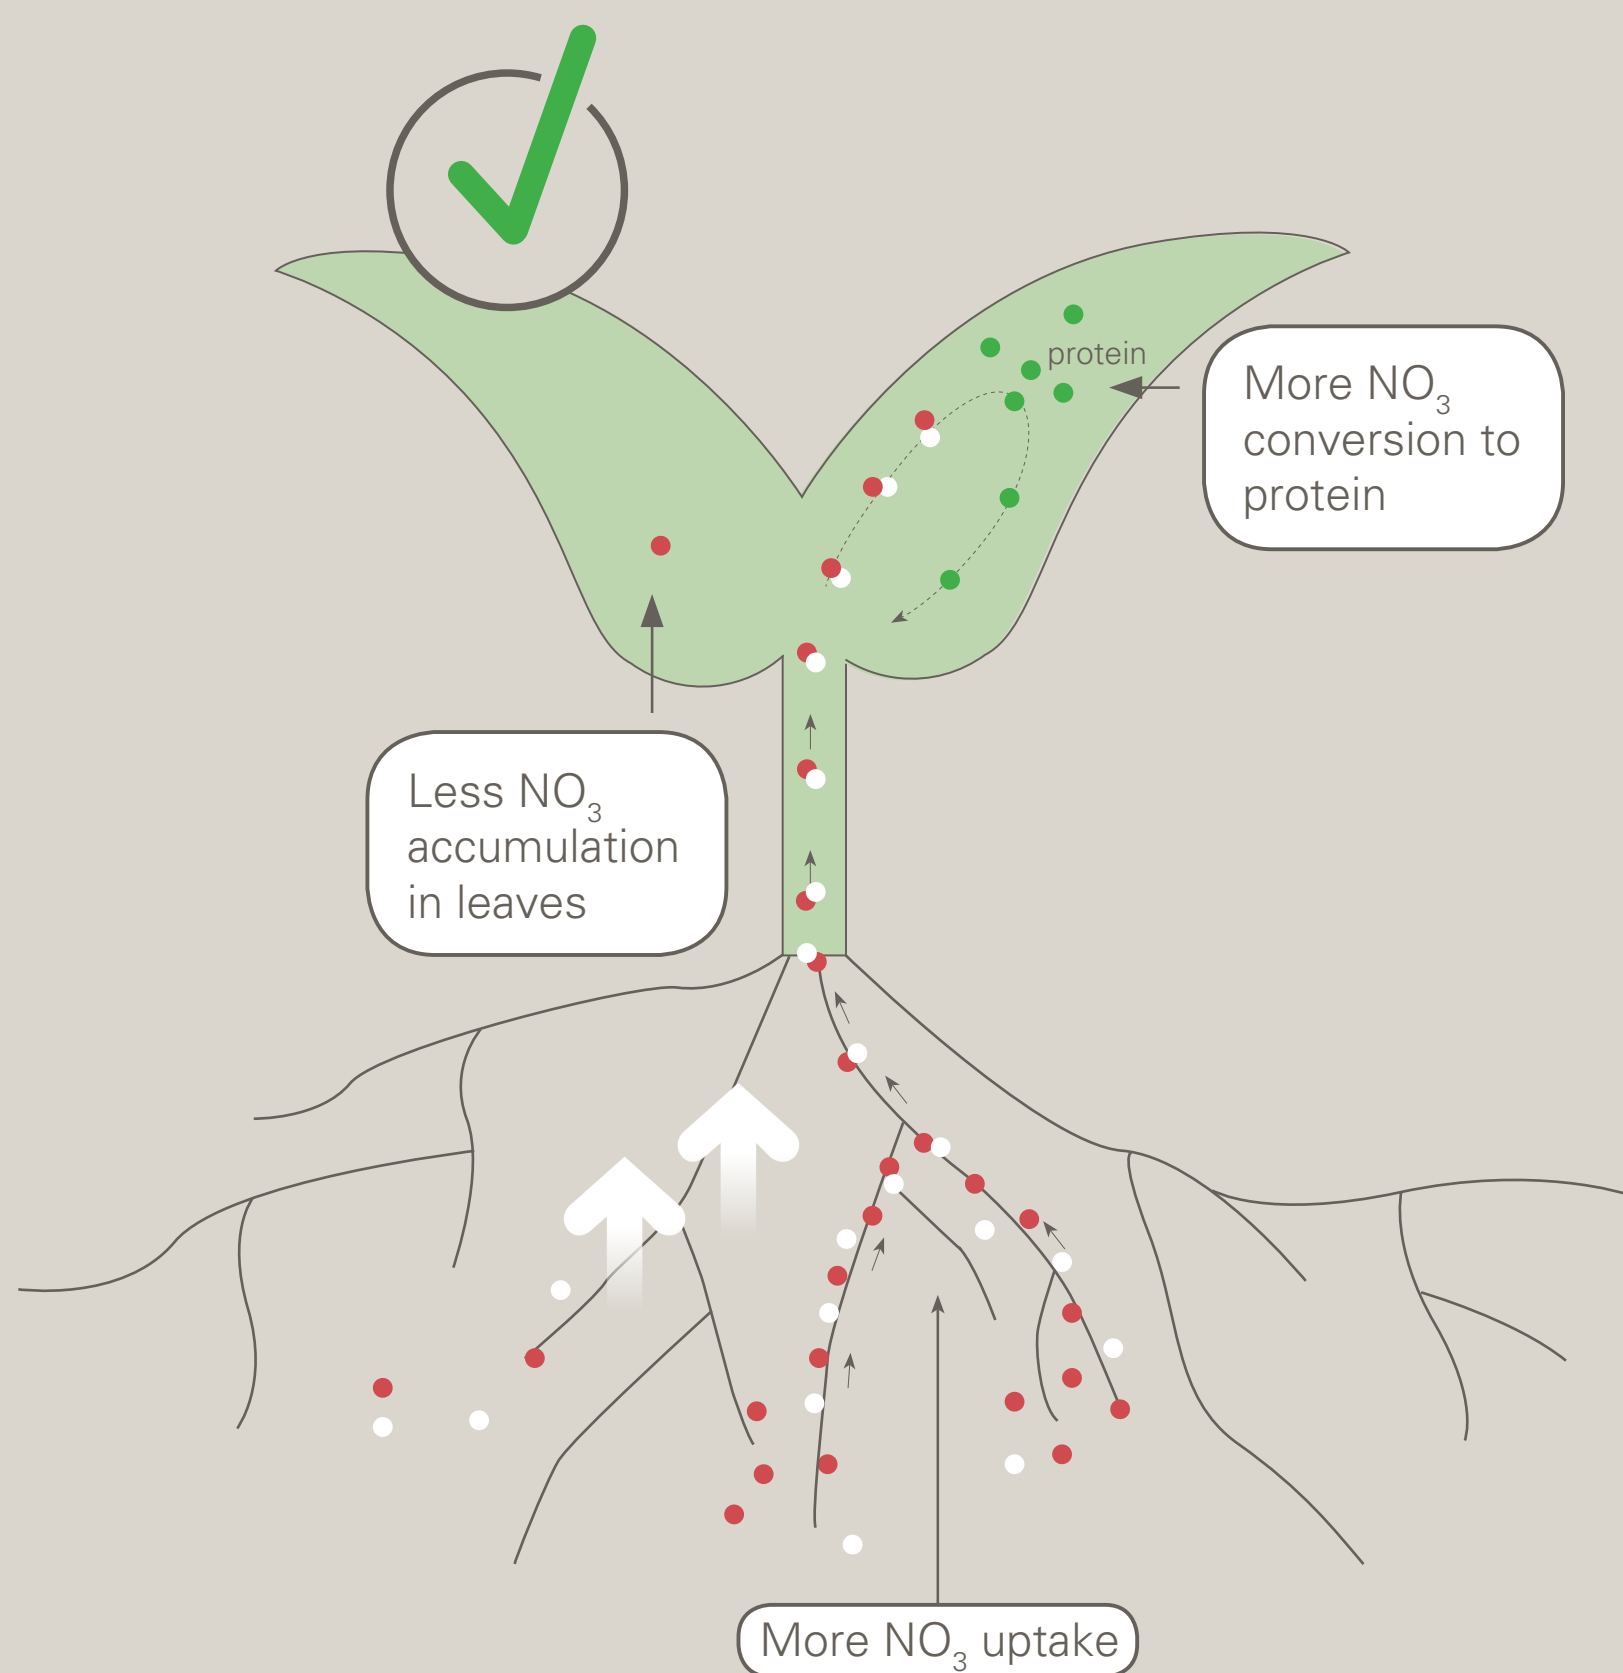 protein
More NO₃
conversion to
protein
Less NO₃
accumulation
in leaves
More NO₃ uptake